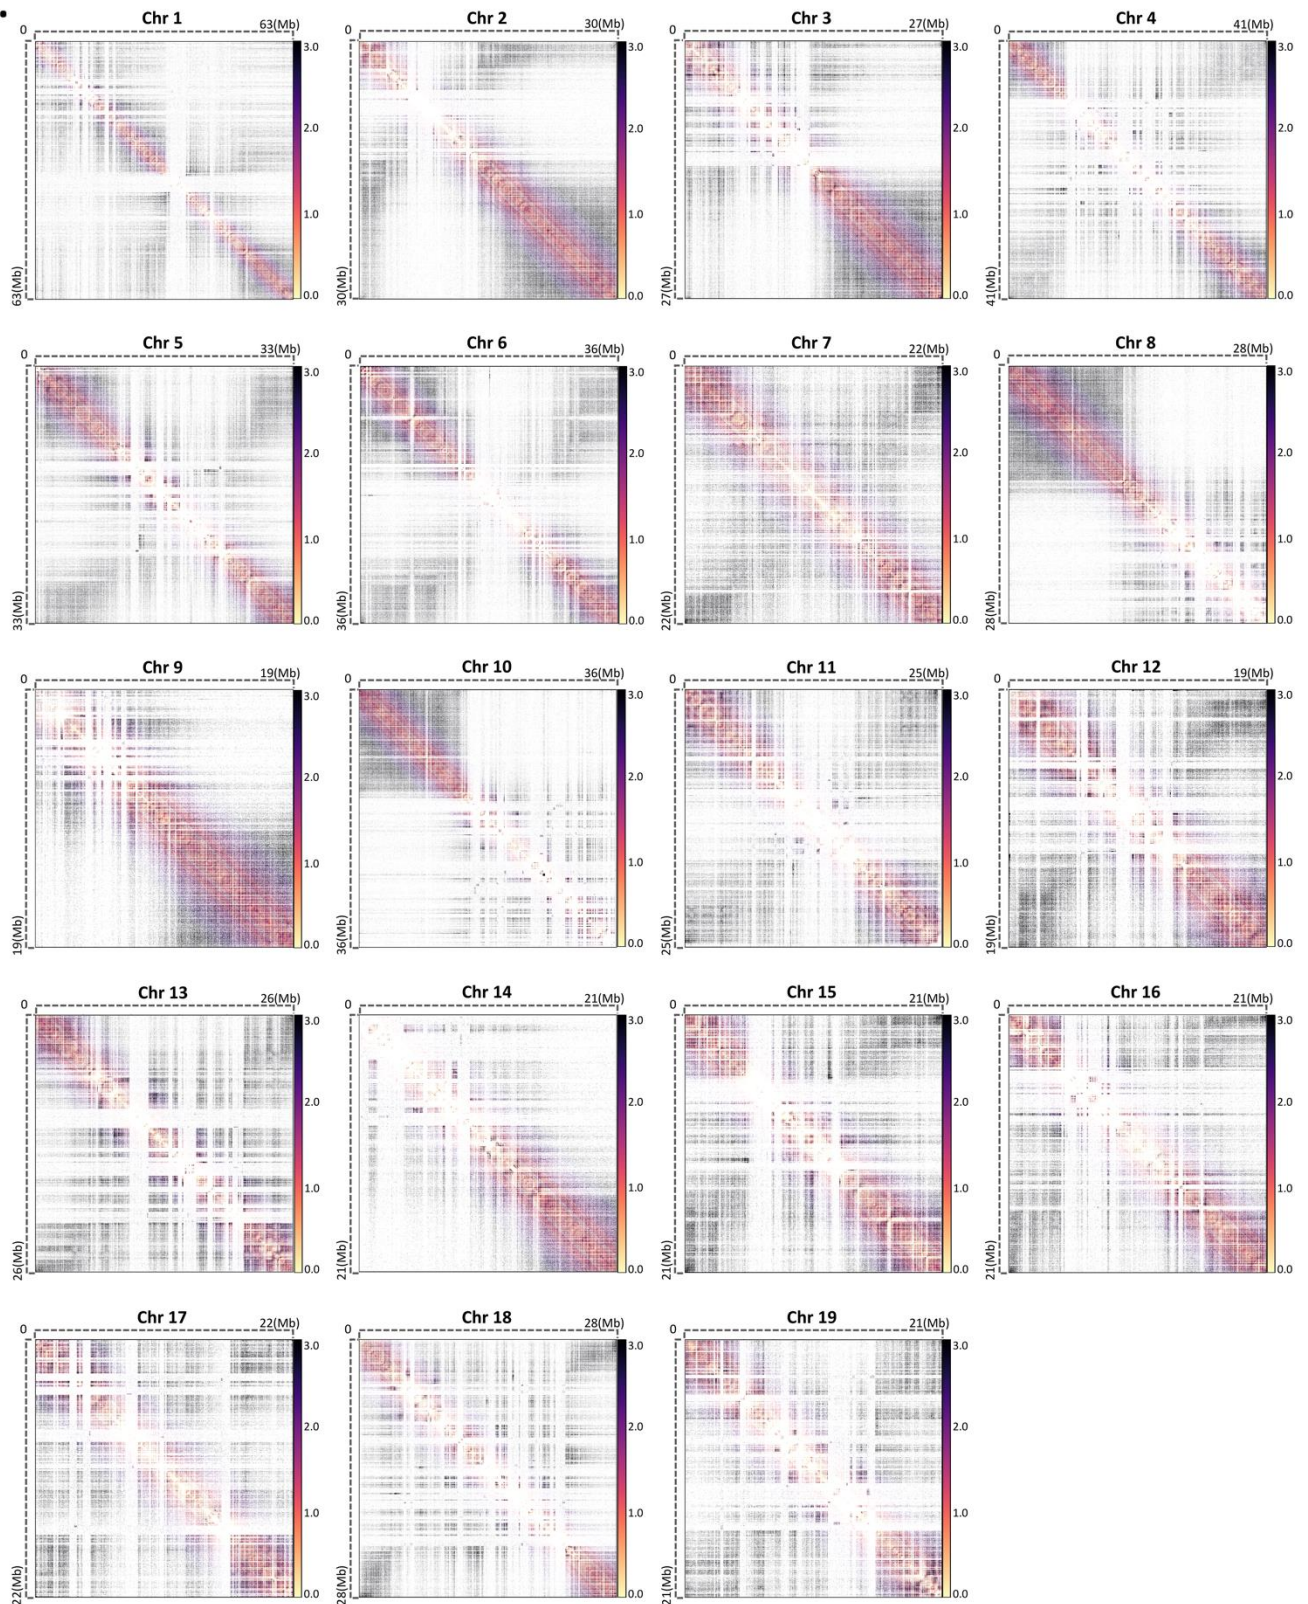 Chr 1
0 63(Mb)
3.0
2.0
1.0
0.0
63(Mb)
Chr 2
0 30(Mb)
3.0
2.0
1.0
0.0
30(Mb)
Chr 3
0 27(Mb)
3.0
2.0
1.0
0.0
27(Mb)
Chr 4
0 41(Mb)
3.0
2.0
1.0
0.0
41(Mb)
Chr 5
0 33(Mb)
3.0
2.0
1.0
0.0
33(Mb)
Chr 6
0 36(Mb)
3.0
2.0
1.0
0.0
36(Mb)
Chr 7
0 22(Mb)
3.0
2.0
1.0
0.0
22(Mb)
Chr 8
0 28(Mb)
3.0
2.0
1.0
0.0
28(Mb)
Chr 9
0 19(Mb)
3.0
2.0
1.0
0.0
19(Mb)
Chr 10
0 36(Mb)
3.0
2.0
1.0
0.0
36(Mb)
Chr 11
0 25(Mb)
3.0
2.0
1.0
0.0
25(Mb)
Chr 12
0 19(Mb)
3.0
2.0
1.0
0.0
19(Mb)
Chr 13
0 26(Mb)
3.0
2.0
1.0
0.0
26(Mb)
Chr 14
0 21(Mb)
3.0
2.0
1.0
0.0
21(Mb)
Chr 15
0 21(Mb)
3.0
2.0
1.0
0.0
21(Mb)
Chr 16
0 21(Mb)
3.0
2.0
1.0
0.0
21(Mb)
Chr 17
0 22(Mb)
3.0
2.0
1.0
0.0
22(Mb)
Chr 18
0 28(Mb)
3.0
2.0
1.0
0.0
28(Mb)
Chr 19
0 21(Mb)
3.0
2.0
1.0
0.0
21(Mb)